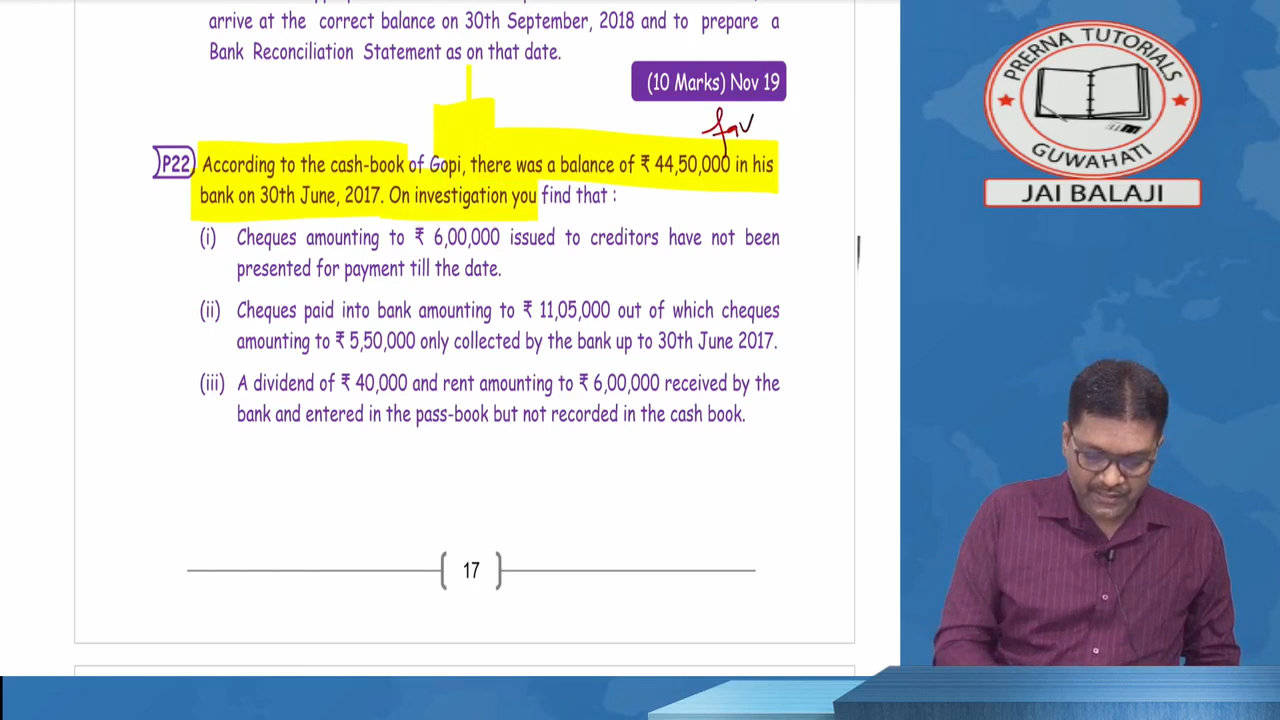 arrive at the correct balance on 30th September, 2018 and to prepare a
Bank Reconciliation Statement as on that date.
(10 Marks) Nov 19
fav
P22 According to the cash-book of Gopi, there was a balance of ₹ 44,50,000 in his
bank on 30th June, 2017. On investigation you find that :
(i) Cheques amounting to ₹ 6,00,000 issued to creditors have not been
presented for payment till the date.
(ii) Cheques paid into bank amounting to ₹ 11,05,000 out of which cheques
amounting to ₹ 5,50,000 only collected by the bank up to 30th June 2017.
(iii) A dividend of ₹ 40,000 and rent amounting to ₹ 6,00,000 received by the
bank and entered in the pass-book but not recorded in the cash book.
17
PRERNA TUTORIALS
GUWAHATI
JAI BALAJI